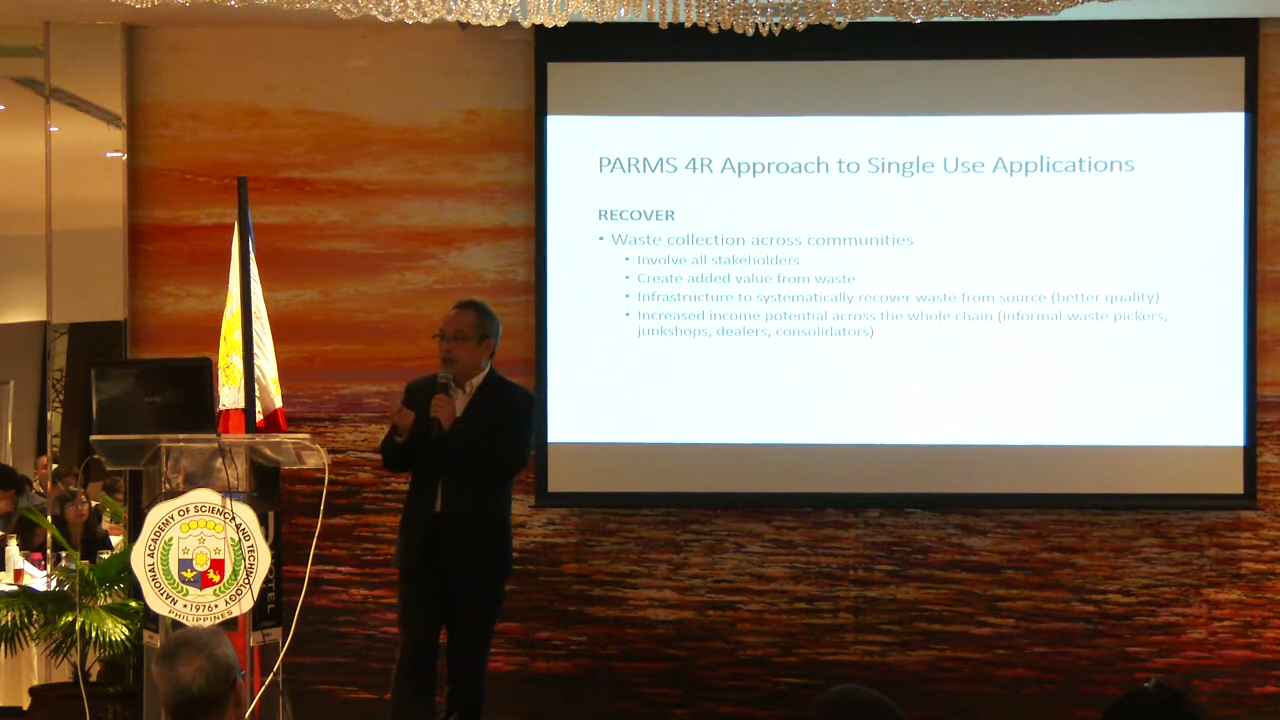 PARMS 4R Approach to Single Use Applications
RECOVER
• Waste collection across communities
• Involve all stakeholders
• Create added value from waste
• Infrastructure to systematically recover waste from source (better quality)
• Increased income potential across the whole chain (informal waste pickers,
junkshops, dealers, consolidators)
NATIONAL ACADEMY OF SCIENCE AND TECHNOLOGY
★1976★
PHILIPPINES